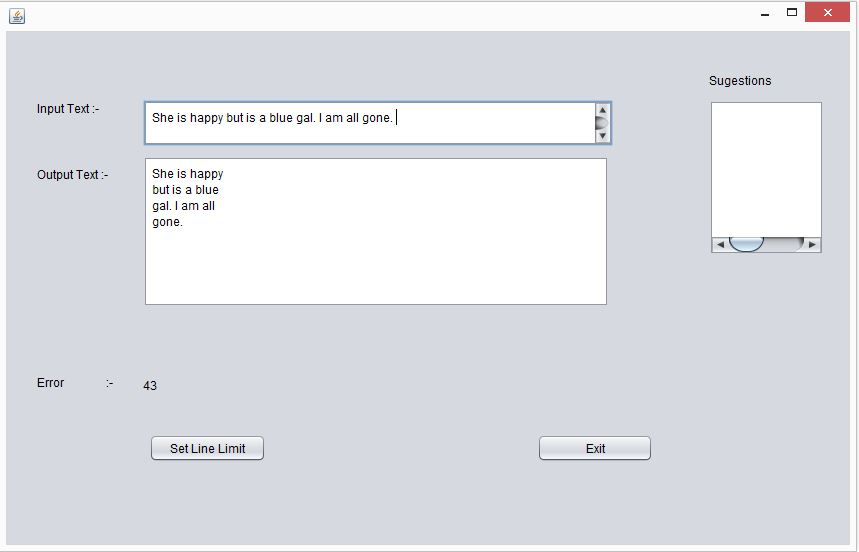 Sugestions
Input Text :-
She is happy but is a blue gal. I am all gone.
Output Text :-
She is happy
but is a blue
gal. I am all
gone.
Error :-
43
Set Line Limit
Exit